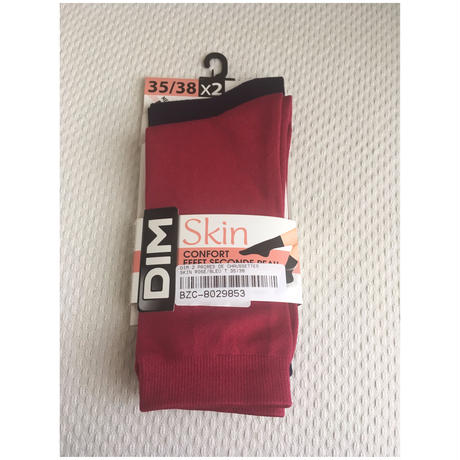 35/38 x2
DIM
Skin
CONFORT
EFFET SECONDE PEAU
DIM 2 PAIRES DE CHAUSSETTES
SKIN ROSE/BLEU T 35/38
BZC-8029853